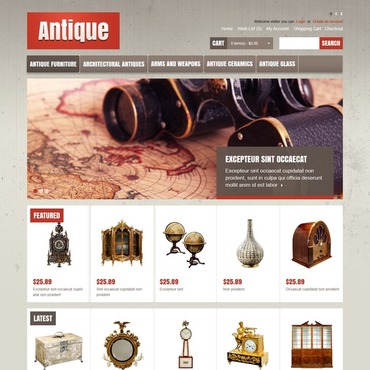 Antique
Welcome visitor you can Login or Create an account
Home Wish List (0) My Account Shopping Cart Checkout
CART 0 item(s) - $0.00 SEARCH
ANTIQUE FURNITURE ARCHITECTURAL ANTIQUES ARMS AND WEAPONS ANTIQUE CERAMICS ANTIQUE GLASS
EXCEPTEUR SINT OCCAECAT
Excepteur sint occaecat cupidatat non
proident, sunt in culpa qui officia deserunt
mollit anim id est labor
FEATURED
$25.89 $25.89 $25.89 $25.89 $25.89
Excepteur sint occaecat cupid
atat non proident
Sint occaecat cupidatat non
proident
Excepteur sint
Non proident
Occaecat cupidatat non proident
LATEST